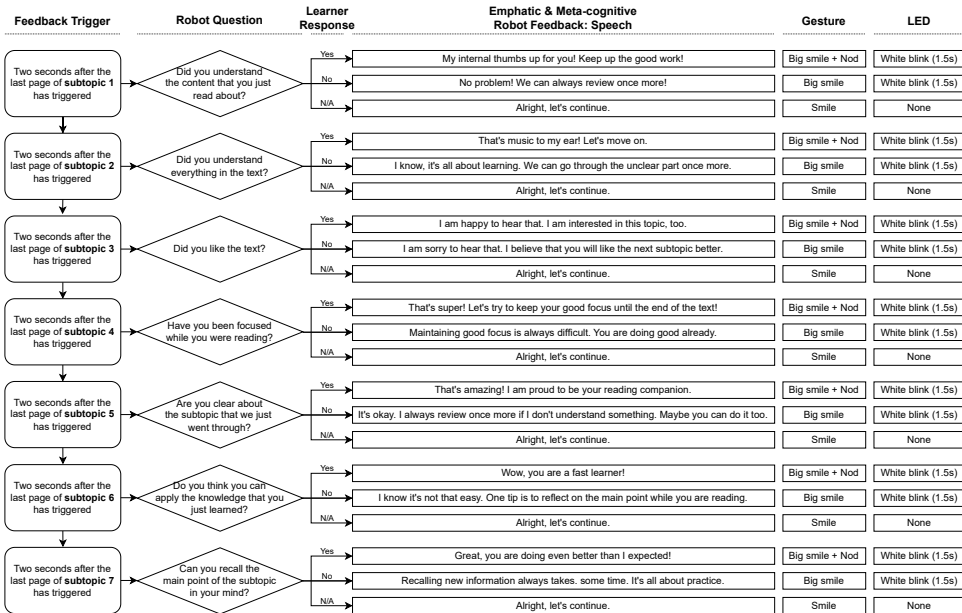 Feedback Trigger
Robot Question
Learner
Response
Emphatic & Meta-cognitive
Robot Feedback: Speech
Gesture
LED
Two seconds after the
last page of subtopic 1
has triggered
Did you understand
the content that you just
read about?
Yes
My internal thumbs up for you! Keep up the good work!
Big smile + Nod
White blink (1.5s)
No
No problem! We can always review once more!
Big smile
White blink (1.5s)
N/A
Alright, let's continue.
Smile
None
Two seconds after the
last page of subtopic 2
has triggered
Did you understand
everything in the text?
Yes
That's music to my ear! Let's move on.
Big smile + Nod
White blink (1.5s)
No
I know, it's all about learning. We can go through the unclear part once more.
Big smile
White blink (1.5s)
N/A
Alright, let's continue.
Smile
None
Two seconds after the
last page of subtopic 3
has triggered
Did you like the text?
Yes
I am happy to hear that. I am interested in this topic, too.
Big smile + Nod
White blink (1.5s)
No
I am sorry to hear that. I believe that you will like the next subtopic better.
Big smile
White blink (1.5s)
N/A
Alright, let's continue.
Smile
None
Two seconds after the
last page of subtopic 4
has triggered
Have you been focused
while you were reading?
Yes
That's super! Let's try to keep your good focus until the end of the text!
Big smile + Nod
White blink (1.5s)
No
Maintaining good focus is always difficult. You are doing good already.
Big smile
White blink (1.5s)
N/A
Alright, let's continue.
Smile
None
Two seconds after the
last page of subtopic 5
has triggered
Are you clear about
the subtopic that we just
went through?
Yes
That's amazing! I am proud to be your reading companion.
Big smile + Nod
White blink (1.5s)
No
It's okay. I always review once more if I don't understand something. Maybe you can do it too.
Big smile
White blink (1.5s)
N/A
Alright, let's continue.
Smile
None
Two seconds after the
last page of subtopic 6
has triggered
Do you think you can
apply the knowledge that you
just learned?
Yes
Wow, you are a fast learner!
Big smile + Nod
White blink (1.5s)
No
I know it's not that easy. One tip is to reflect on the main point while you are reading.
Big smile
White blink (1.5s)
N/A
Alright, let's continue.
Smile
None
Two seconds after the
last page of subtopic 7
has triggered
Can you recall the
main point of the subtopic
in your mind?
Yes
Great, you are doing even better than I expected!
Big smile + Nod
White blink (1.5s)
No
Recalling new information always takes. some time. It's all about practice.
Big smile
White blink (1.5s)
N/A
Alright, let's continue.
Smile
None